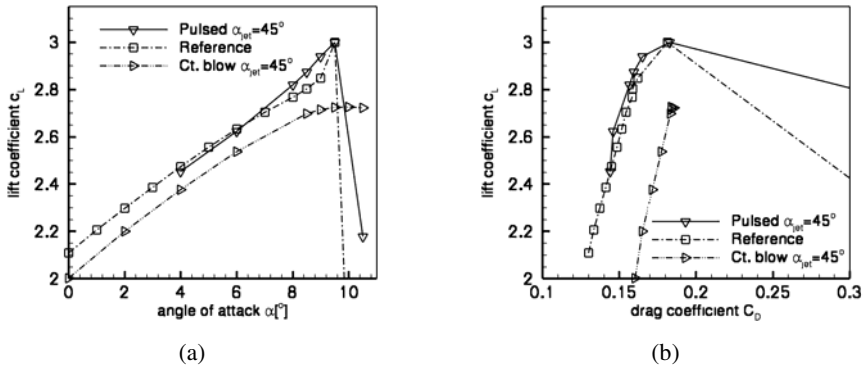 Pulsed α_jet=45°
Reference
Ct. blow α_jet=45°
3
2.8
2.6
2.4
2.2
2
lift coefficient c_L
0 2 4 6 8 10
angle of attack α[°]
(a)
3
2.8
2.6
2.4
2.2
2
lift coefficient c_L
Pulsed α_jet=45°
Reference
Ct. blow α_jet=45°
0.1 0.15 0.2 0.25 0.3
drag coefficient C_D
(b)